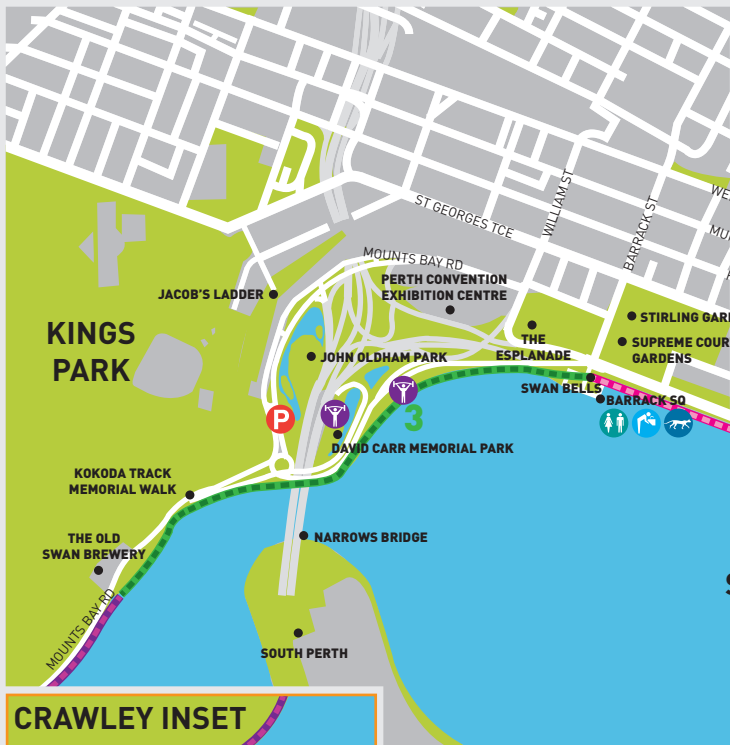 ST GEORGES TCE
WILLIAM ST
BARRACK ST
MOUNTS BAY RD
PERTH CONVENTION
EXHIBITION CENTRE
JACOB'S LADDER
KINGS
PARK
JOHN OLDHAM PARK
THE
ESPLANADE
STIRLING GAR
SUPREME COUR
GARDENS
SWAN BELLS
BARRACK SQ
P
3
DAVID CARR MEMORIAL PARK
KOKODA TRACK
MEMORIAL WALK
THE OLD
SWAN BREWERY
NARROWS BRIDGE
MOUNTS BAY RD
SOUTH PERTH
CRAWLEY INSET